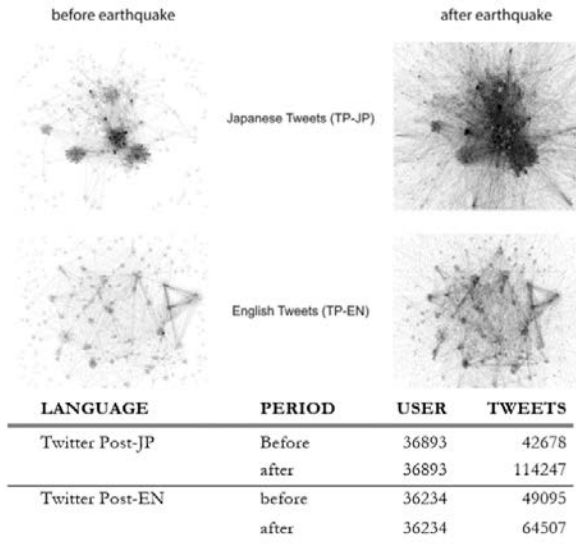 before earthquake after earthquake
Japanese Tweets (TP-JP)
English Tweets (TP-EN)
LANGUAGE PERIOD USER TWEETS
Twitter Post-JP Before 36893 42678
after 36893 114247
Twitter Post-EN before 36234 49095
after 36234 64507